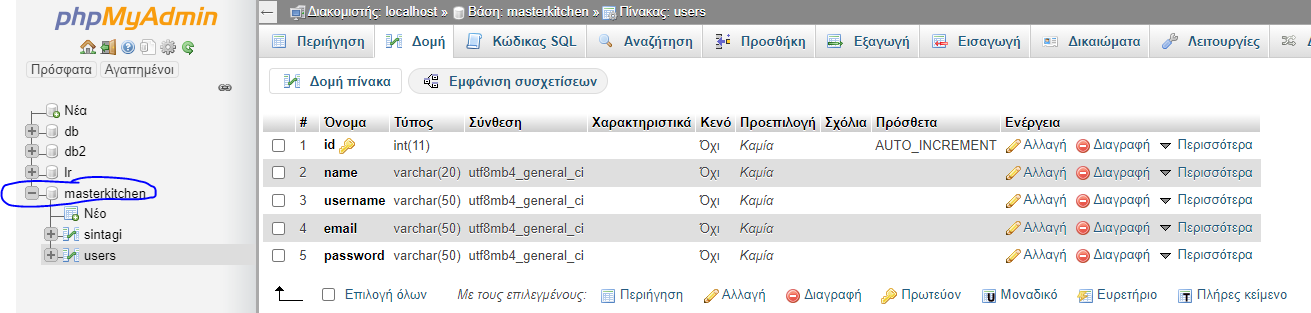 phpMyAdmin
Πρόσφατα Αγαπημένοι
Νέα
db
db2
lr
masterkitchen
Νέο
sintagi
users
Διακομιστής: localhost » Βάση: masterkitchen » Πίνακας: users
Περιήγηση Δομή Κώδικας SQL Αναζήτηση Προσθήκη Εξαγωγή Εισαγωγή Δικαιώματα Λειτουργίες
Δομή πίνακα Εμφάνιση συσχετίσεων
# Όνομα Τύπος Σύνθεση Χαρακτηριστικά Κενό Προεπιλογή Σχόλια Πρόσθετα Ενέργεια
1 id int(11) Όχι Καμία AUTO_INCREMENT Αλλαγή Διαγραφή Περισσότερα
2 name varchar(20) utf8mb4_general_ci Όχι Καμία Αλλαγή Διαγραφή Περισσότερα
3 username varchar(50) utf8mb4_general_ci Όχι Καμία Αλλαγή Διαγραφή Περισσότερα
4 email varchar(50) utf8mb4_general_ci Όχι Καμία Αλλαγή Διαγραφή Περισσότερα
5 password varchar(50) utf8mb4_general_ci Όχι Καμία Αλλαγή Διαγραφή Περισσότερα
Επιλογή όλων Με τους επιλεγμένους: Περιήγηση Αλλαγή Διαγραφή Πρωτεύον Μοναδικό Ευρετήριο Πλήρες κείμενο